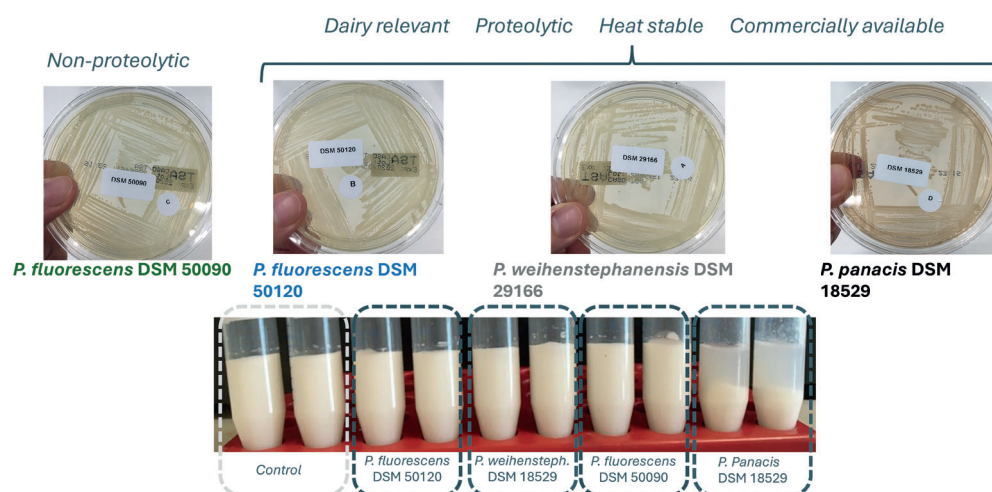 Dairy relevant Proteolytic Heat stable Commercially available
Non-proteolytic
DSM 50090
C
DSM 50120
B
DSM 29166
A
DSM 18529
D
P. fluorescens DSM 50090
P. fluorescens DSM
50120
P. weihenstephanensis DSM
29166
P. panacis DSM
18529
Control
P. fluorescens
DSM 50120
P. weihensteph.
DSM 18529
P. fluorescens
DSM 50090
P. Panacis
DSM 18529